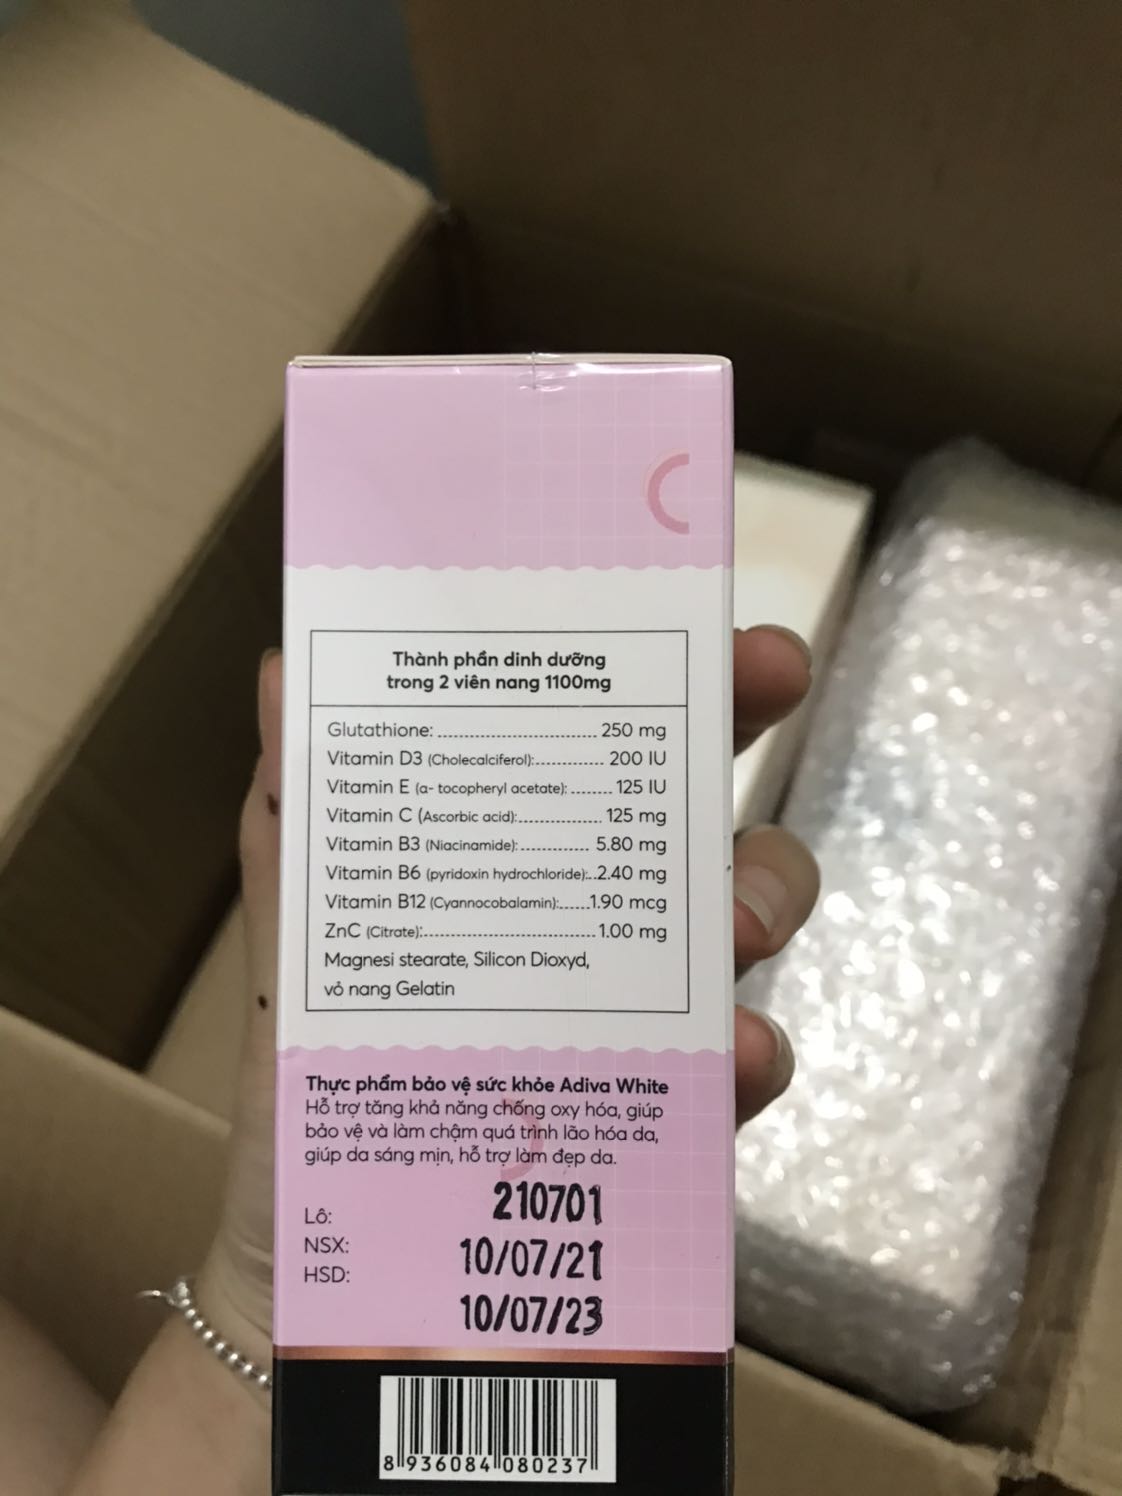 Thành phần dinh dưỡng
trong 2 viên nang 1100mg
Glutathione: ................................ 250 mg
Vitamin D3 (Cholecalciferol):............. 200 IU
Vitamin E (α- tocopheryl acetate): ........ 125 IU
Vitamin C (Ascorbic acid):................ 125 mg
Vitamin B3 (Niacinamide):............. 5.80 mg
Vitamin B6 (pyridoxin hydrochloride):..2.40 mg
Vitamin B12 (Cyannocobalamin):......1.90 mcg
ZnC (Citrate):................................. 1.00 mg
Magnesi stearate, Silicon Dioxyd,
vỏ nang Gelatin
Thực phẩm bảo vệ sức khỏe Adiva White
Hỗ trợ tăng khả năng chống oxy hóa, giúp
bảo vệ và làm chậm quá trình lão hóa da,
giúp da sáng mịn, hỗ trợ làm đẹp da.
Lô: 210701
NSX: 10/07/21
HSD: 10/07/23
8 936084 080237